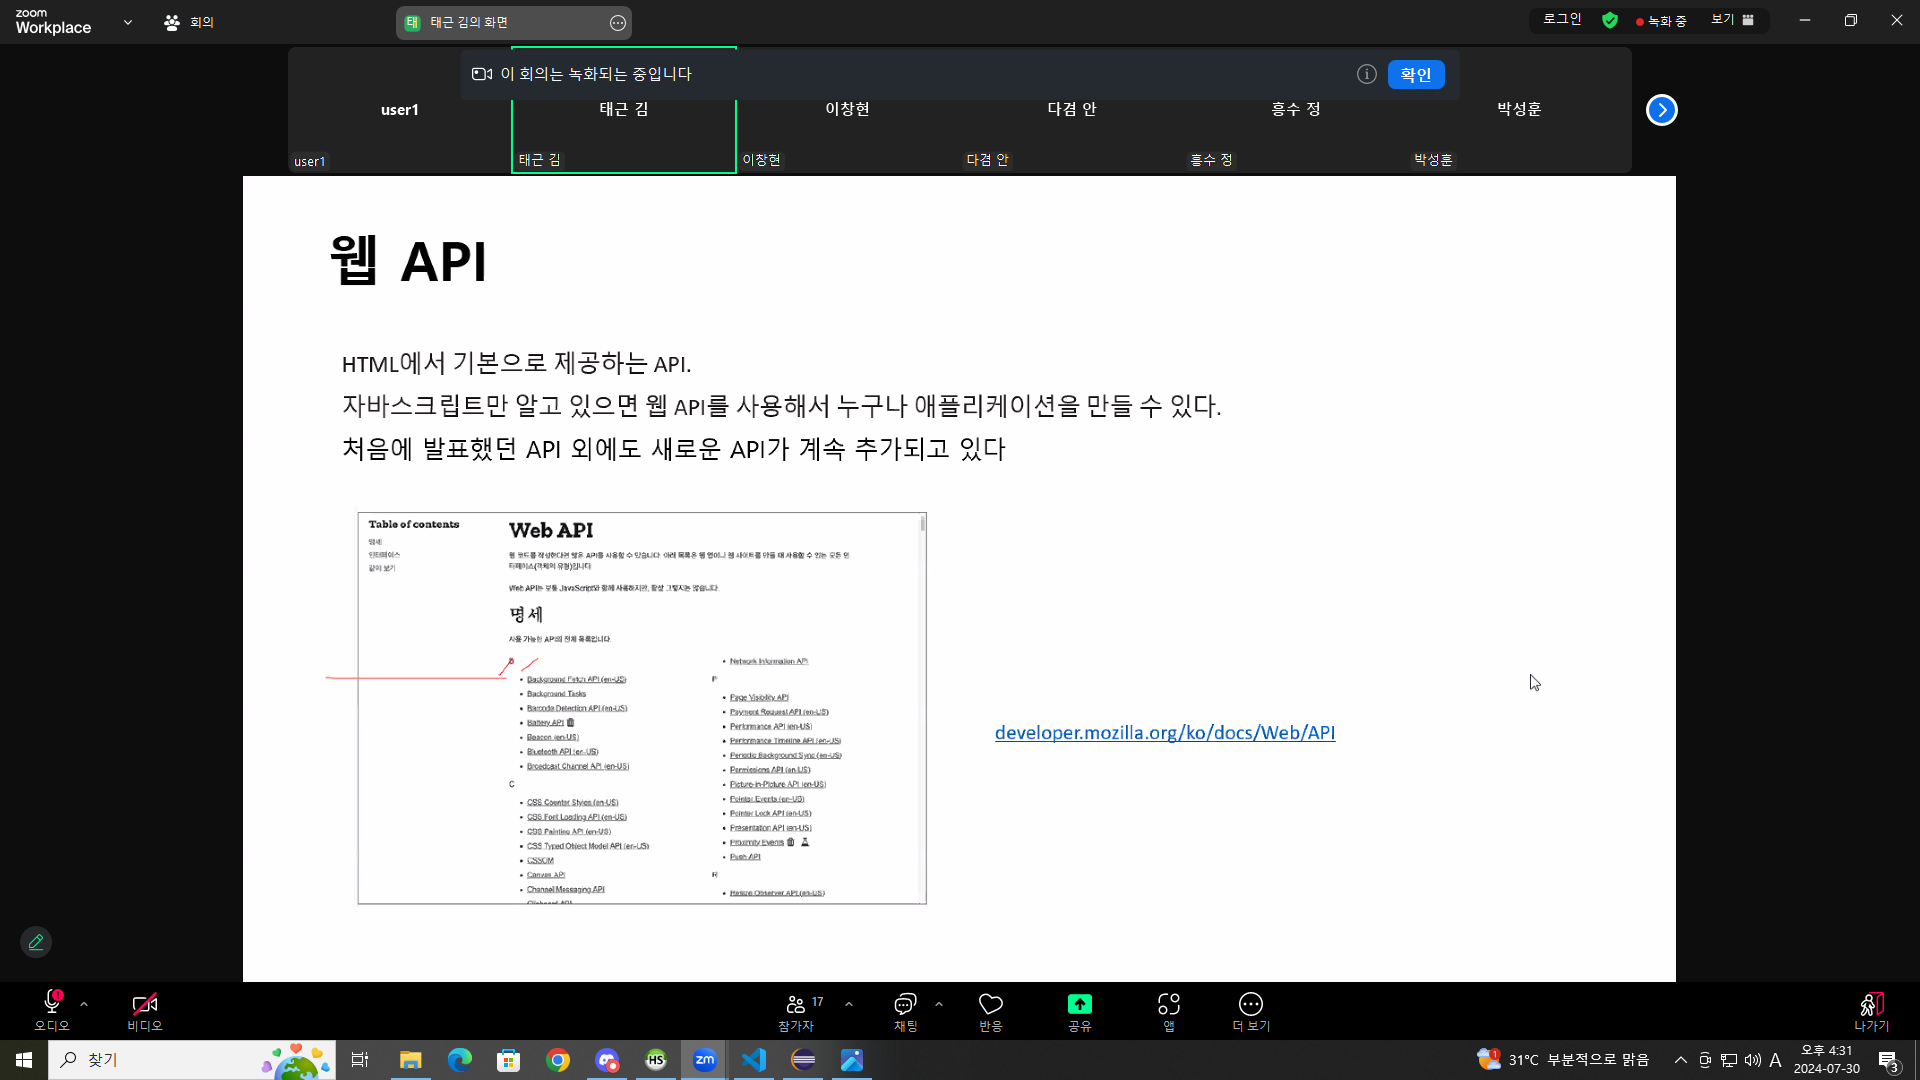 zoom
Workplace
회의
태
태근 김의 화면
로그인
녹화 중
보기
이 회의는 녹화되는 중입니다
확인
user1
태근 김
이창현
다겸 안
흥수 정
박성훈
user1
태근 김
이창현
다겸 안
흥수 정
박성훈
웹 API
HTML에서 기본으로 제공하는 API.
자바스크립트만 알고 있으면 웹 API를 사용해서 누구나 애플리케이션을 만들 수 있다.
처음에 발표했던 API 외에도 새로운 API가 계속 추가되고 있다
Table of contents
명세
인터페이스
같이 보기
Web API
웹 코드를 작성한다면 많은 API를 사용할 수 있습니다. 아래 목록은 웹 앱이나 웹 사이트를 만들 때 사용할 수 있는 모든 인
터페이스(객체의 유형)입니다.
Web API는 보통 JavaScript와 함께 사용하지만, 항상 그렇지는 않습니다.
명세
사용 가능한 API의 전체 목록입니다.
B
Background Fetch API (en-US)
Background Tasks
Barcode Detection API (en-US)
Battery API
Beacon (en-US)
Bluetooth API (en-US)
Broadcast Channel API (en-US)
C
CSS Counter Styles (en-US)
CSS Font Loading API (en-US)
CSS Painting API (en-US)
CSS Typed Object Model API (en-US)
CSSOM
Canvas API
Channel Messaging API
Clipboard API
Network Information API
P
Page Visibility API
Payment Request API (en-US)
Performance API (en-US)
Performance Timeline API (en-US)
Periodic Background Sync (en-US)
Permissions API (en-US)
Picture-in-Picture API (en-US)
Pointer Events (en-US)
Pointer Lock API (en-US)
Presentation API (en-US)
Proximity Events
Push API
R
Resize Observer API (en-US)
developer.mozilla.org/ko/docs/Web/API
오디오
비디오
17
참가자
채팅
반응
공유
앱
더 보기
나가기
찾기
HS
zm
1
31°C 부분적으로 맑음
A
오후 4:31
2024-07-30
3